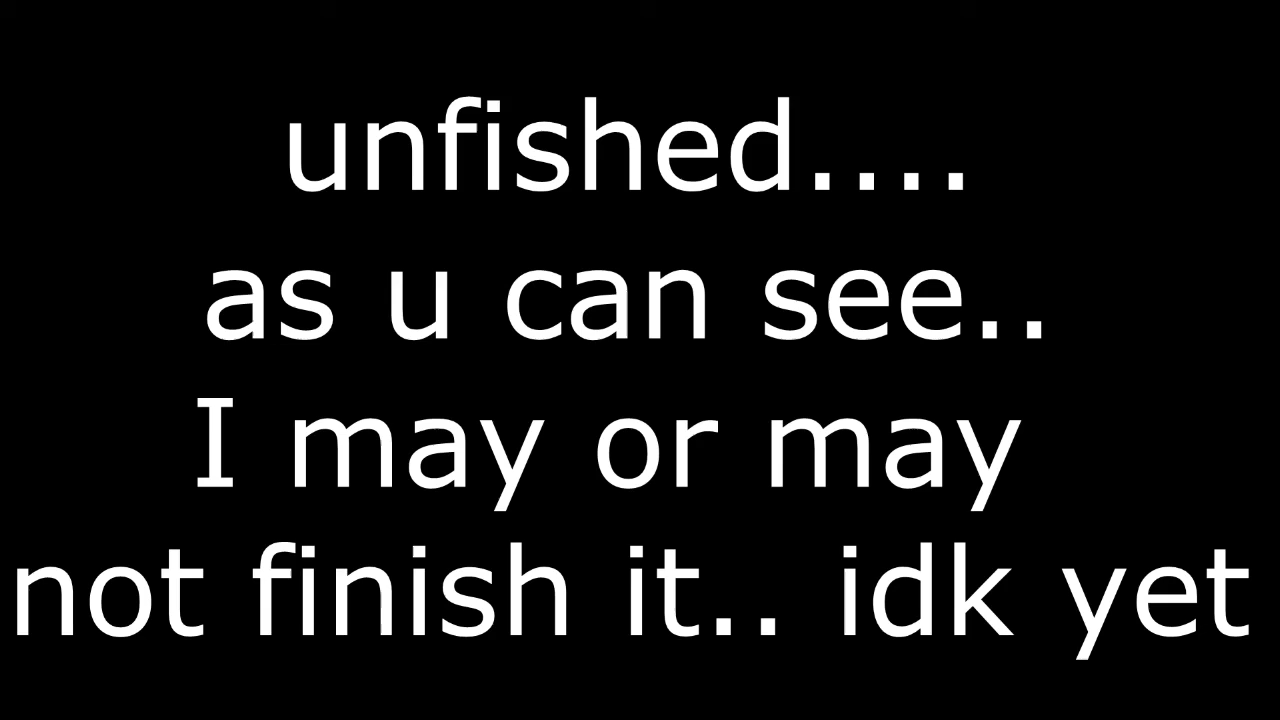 unfished....
as u can see..
I may or may
not finish it.. idk yet